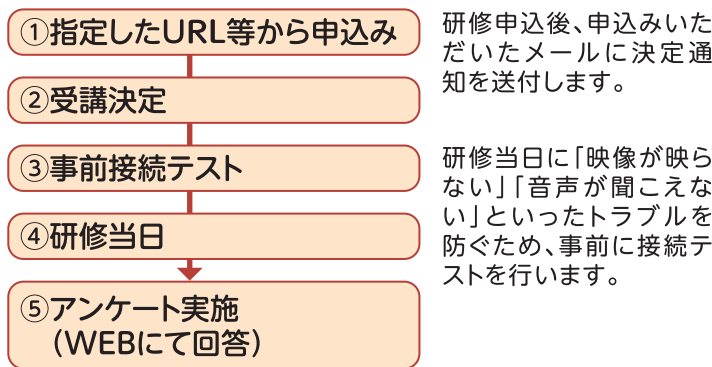 ①指定したURL等から申込み
研修申込後、申込みいた
だいたメールに決定通
知を送付します。
②受講決定
③事前接続テスト
研修当日に「映像が映ら
ない」「音声が聞こえな
い」といったトラブルを
防ぐため、事前に接続テ
ストを行います。
④研修当日
⑤アンケート実施
(WEBにて回答)